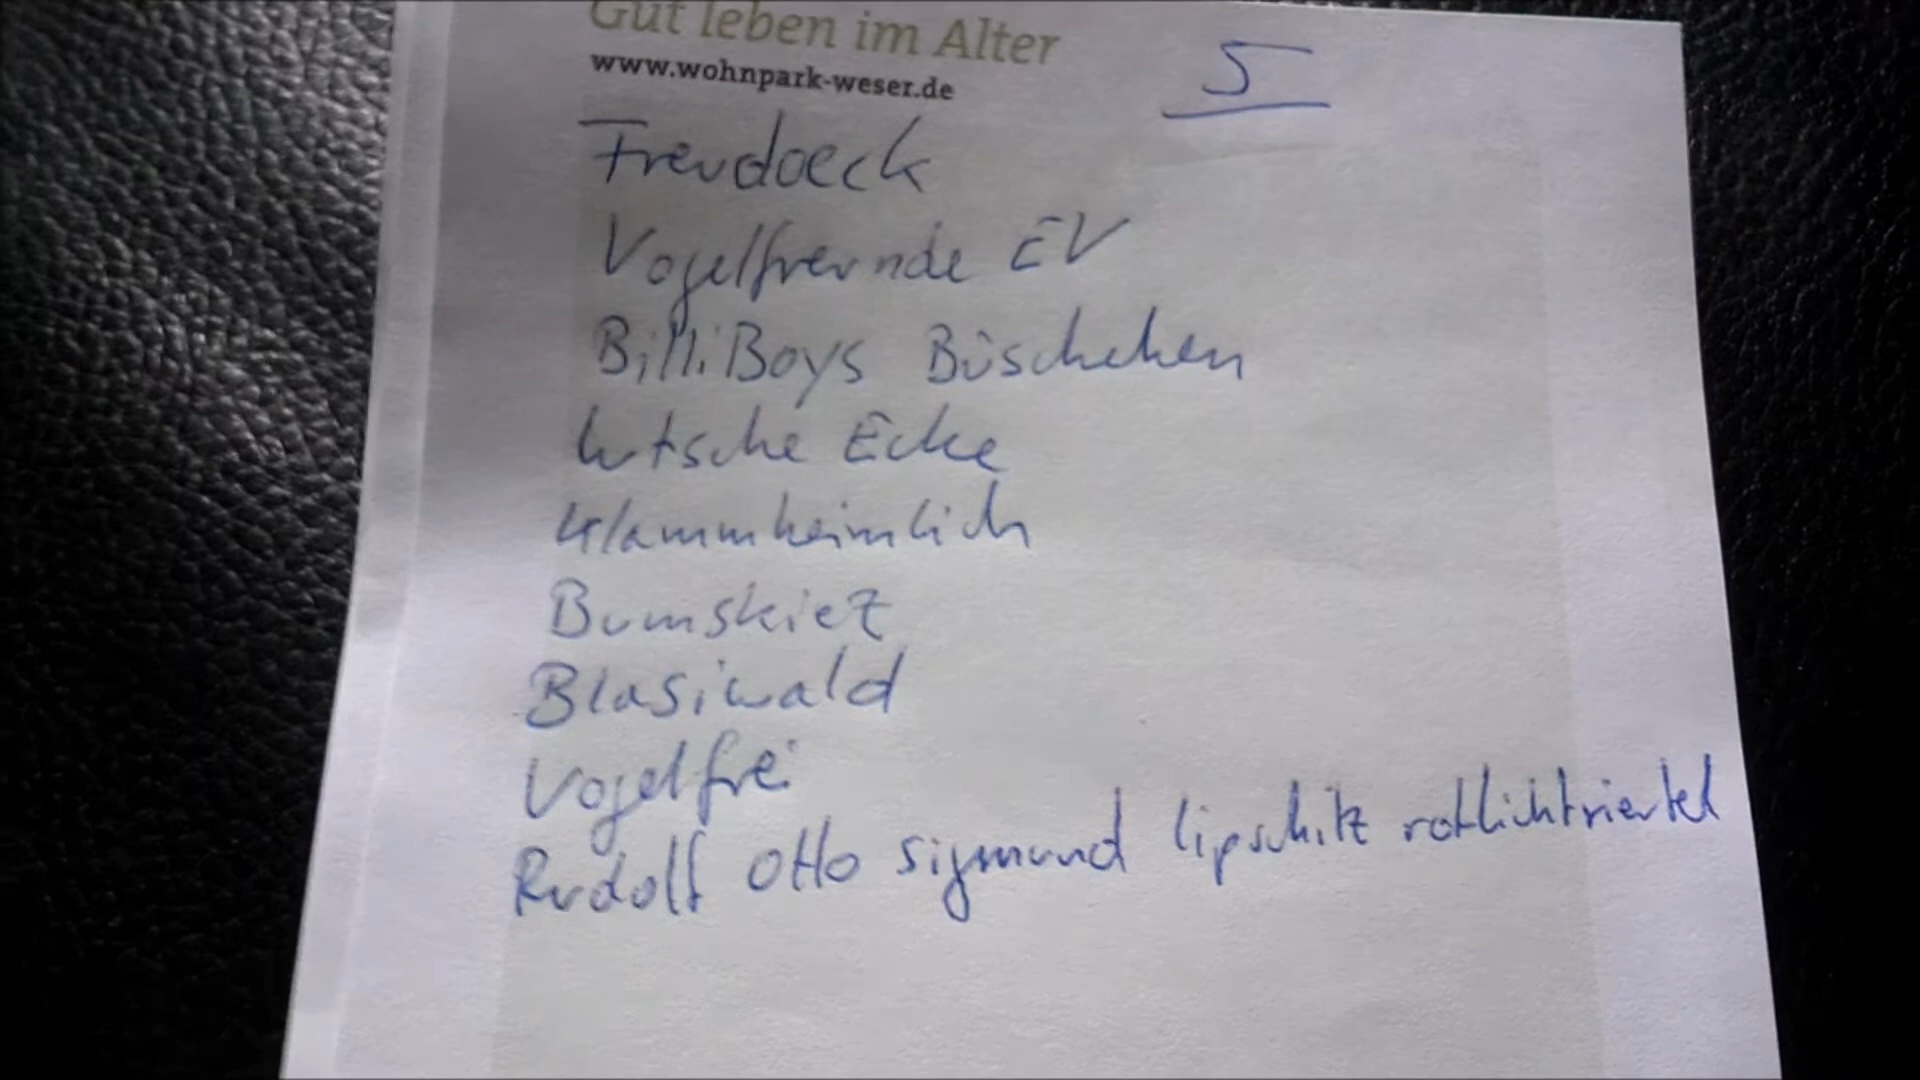 Gut leben im Alter
www.wohnpark-weser.de
5
Freudoeck
Vogelfreunde EV
BilliBoys Büschchen
lutsche Ecke
Klammheimlich
Bumskiez
Blasiwald
Vogelfrei
Rudolf Otto Sigmund lipschitz rotlichtviertel